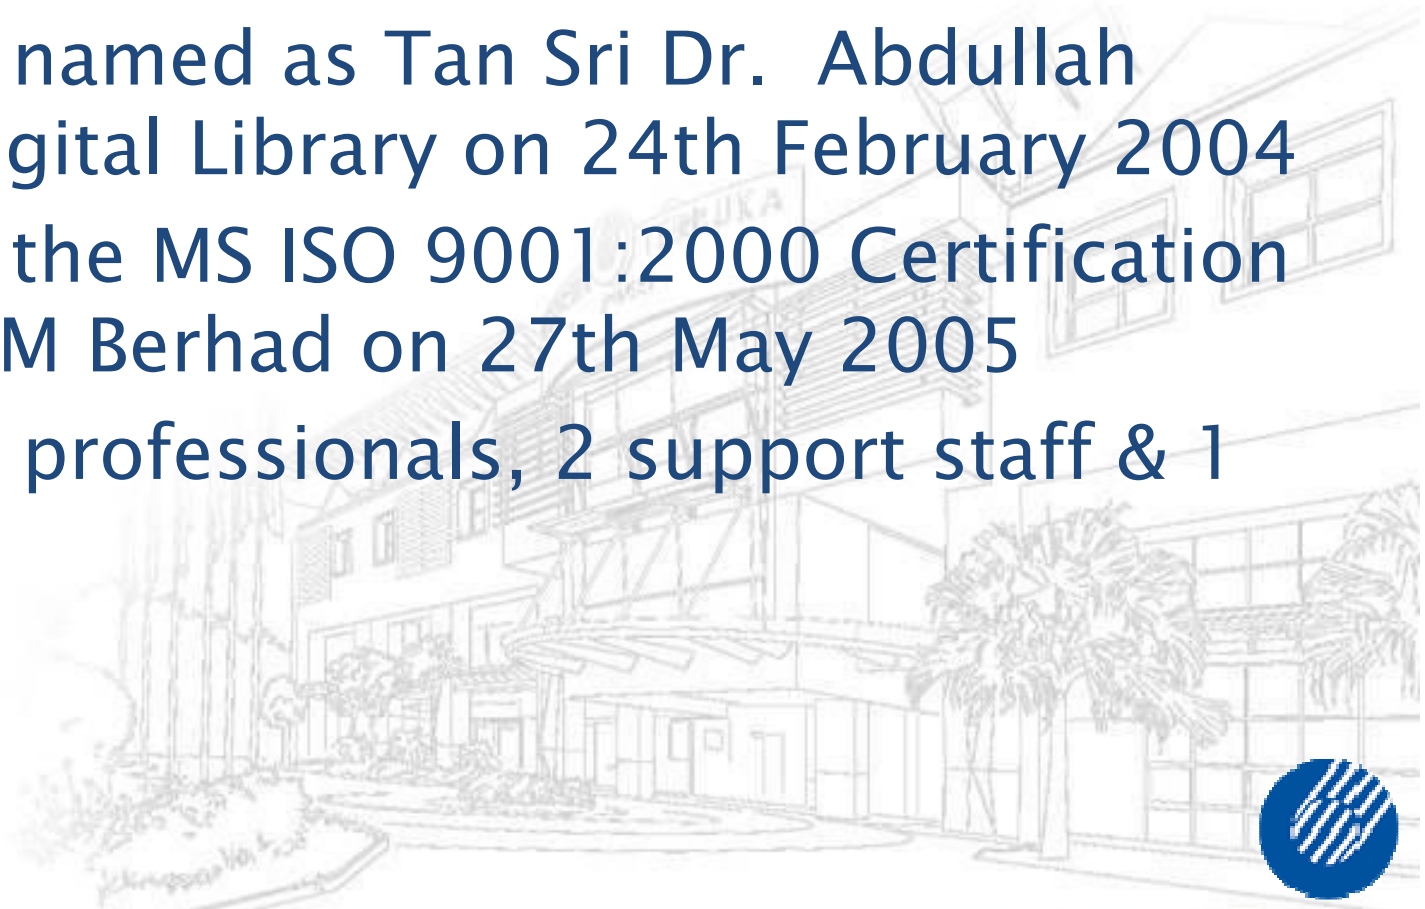 named as Tan Sri Dr. Abdullah
gital Library on 24th February 2004
the MS ISO 9001:2000 Certification
M Berhad on 27th May 2005
professionals, 2 support staff & 1